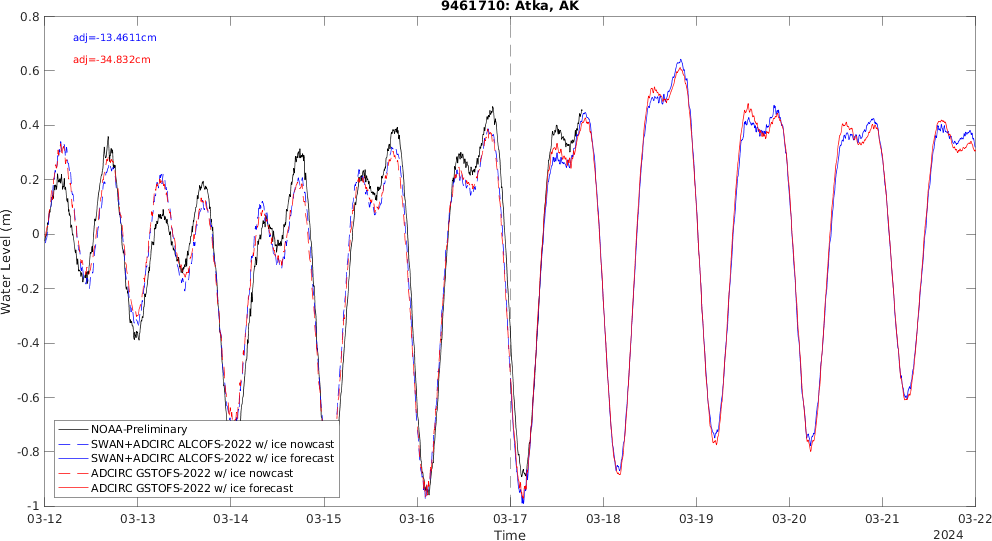 9461710: Atka, AK
adj=-13.4611cm
adj=-34.832cm
Water Level (m)
0.8
0.6
0.4
0.2
0
-0.2
-0.4
-0.6
-0.8
-1
NOAA-Preliminary
SWAN+ADCIRC ALCOFS-2022 w/ ice nowcast
SWAN+ADCIRC ALCOFS-2022 w/ ice forecast
ADCIRC GSTOFS-2022 w/ ice nowcast
ADCIRC GSTOFS-2022 w/ ice forecast
03-12 03-13 03-14 03-15 03-16 03-17 03-18 03-19 03-20 03-21 03-22
Time
2024